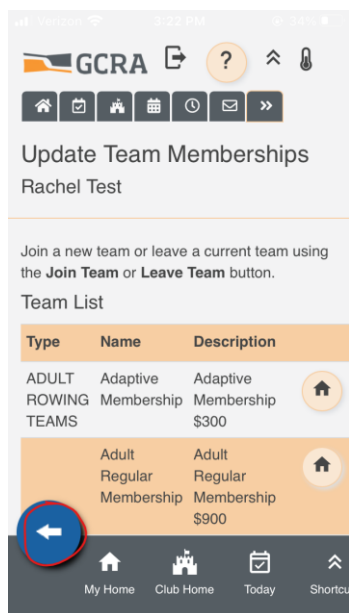 Verizon 3:22 PM 34%
GCRA ?
Update Team Memberships
Rachel Test
Join a new team or leave a current team using
the Join Team or Leave Team button.
Team List
Type Name Description
ADULT Adaptive Adaptive
ROWING Membership Membership
TEAMS $300
Adult Adult
Regular Regular
Membership Membership
$900
My Home Club Home Today Shortcu